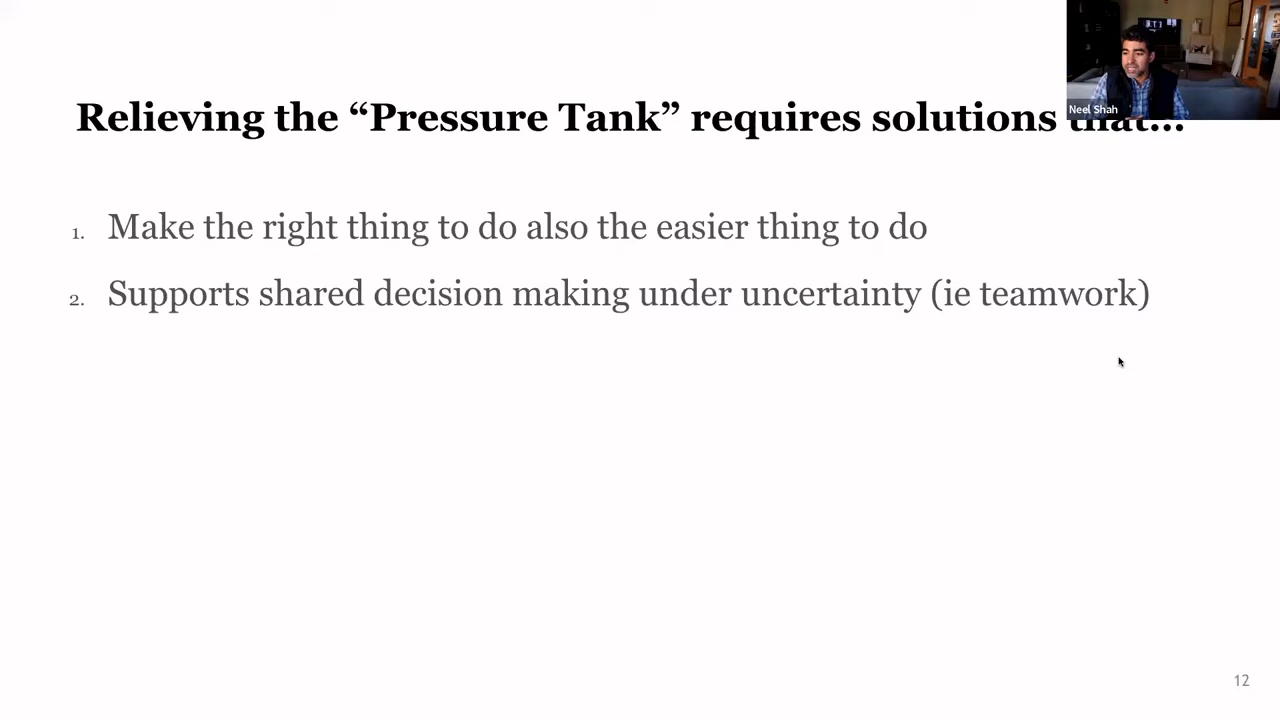 Neel Shah
Relieving the “Pressure Tank” requires solutions that...
1. Make the right thing to do also the easier thing to do
2. Supports shared decision making under uncertainty (ie teamwork)
12